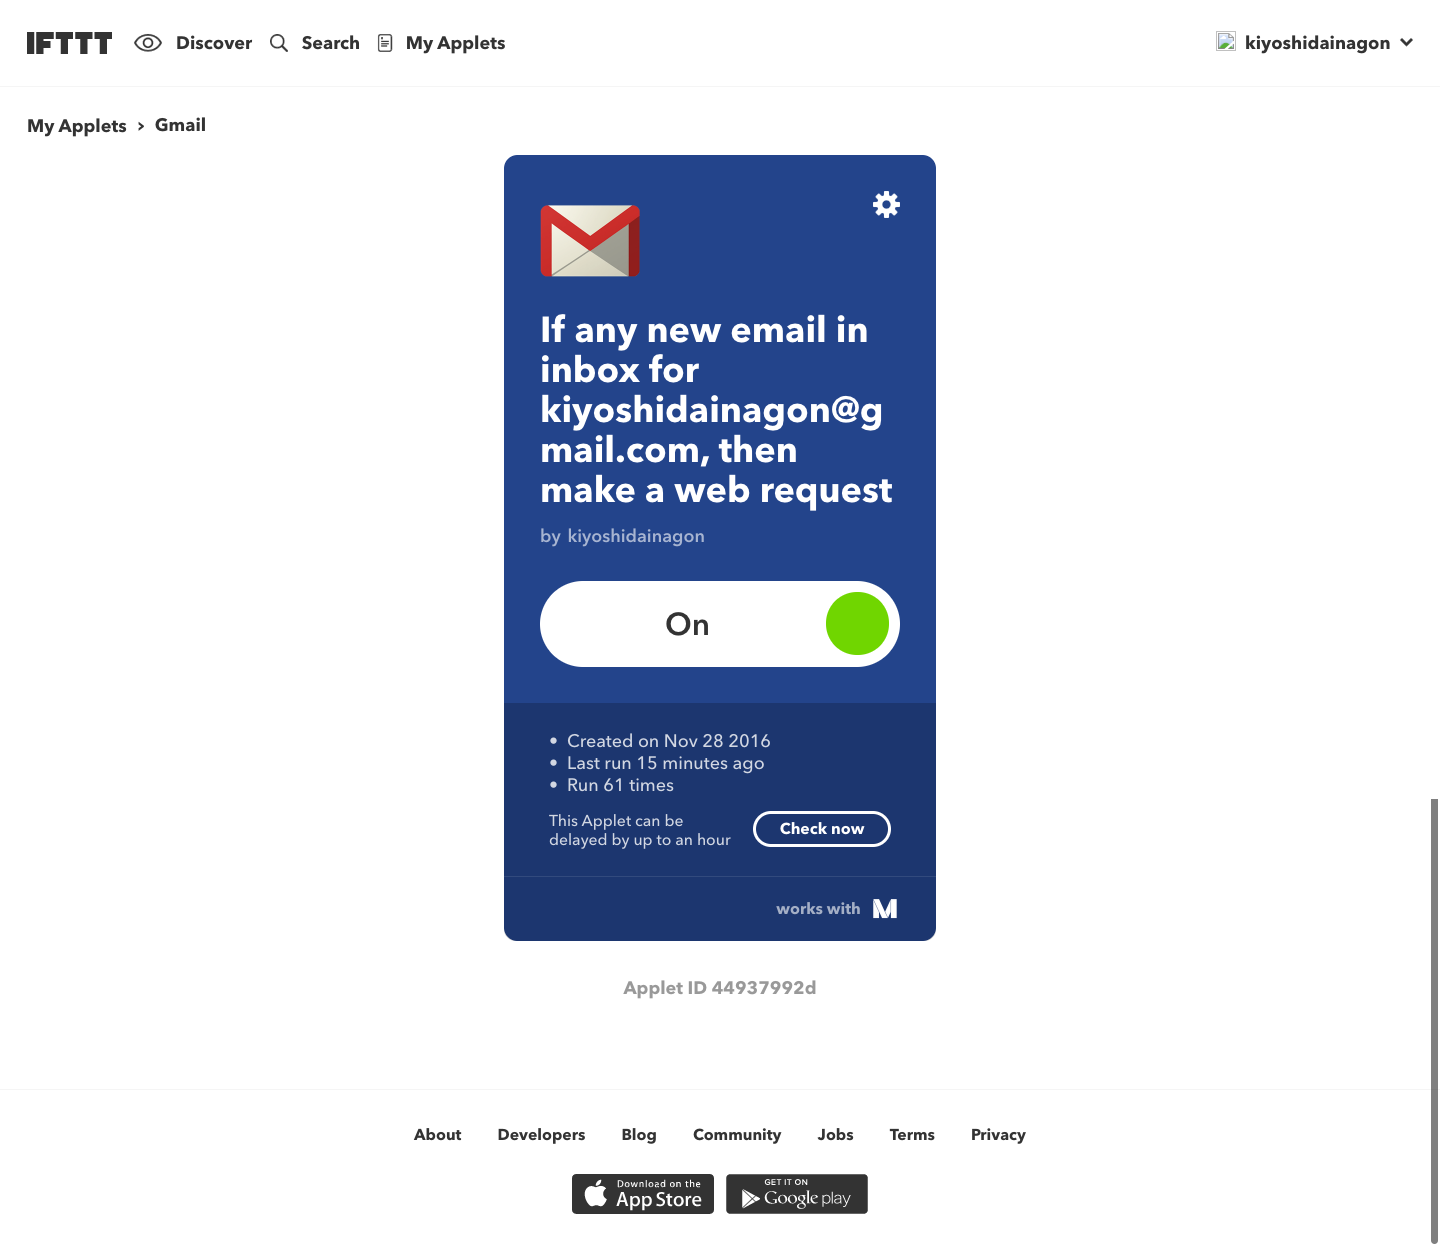 IFTTT Discover Search My Applets kiyoshidainagon
My Applets › Gmail
If any new email in
inbox for
kiyoshidainagon@g
mail.com, then
make a web request
by kiyoshidainagon
On
• Created on Nov 28 2016
• Last run 15 minutes ago
• Run 61 times
This Applet can be
delayed by up to an hour
Check now
works with M
Applet ID 44937992d
About Developers Blog Community Jobs Terms Privacy
Download on the
App Store
GET IT ON
Google play